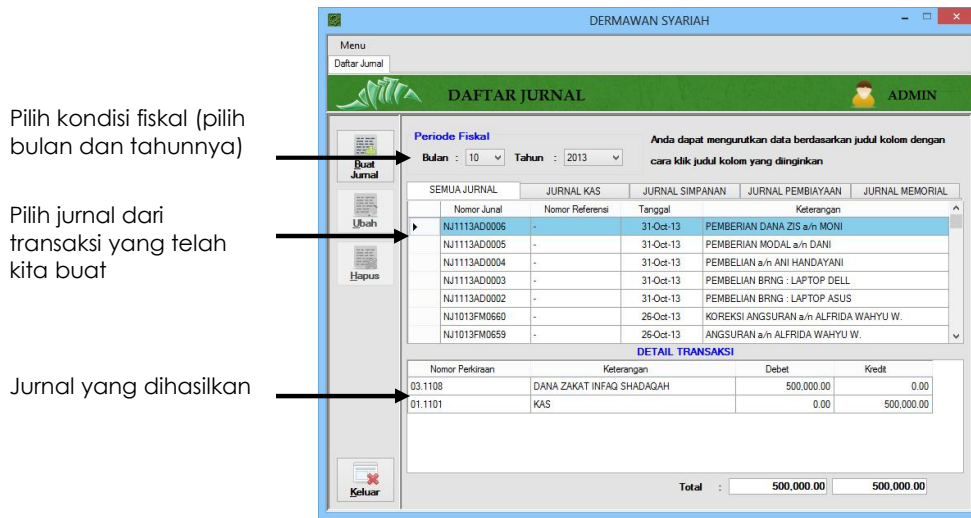 DERMAWAN SYARIAH
Menu
Daftar Jurnal
DAFTAR JURNAL
ADMIN
Pilih kondisi fiskal (pilih
bulan dan tahunnya)
Pilih jurnal dari
transaksi yang telah
kita buat
Jurnal yang dihasilkan
Buat
Jurnal
Ubah
Hapus
Keluar
Periode Fiskal
Bulan : 10 Tahun : 2013
Anda dapat mengurutkan data berdasarkan judul kolom dengan
cara klik judul kolom yang diinginkan
SEMUA JURNAL JURNAL KAS JURNAL SIMPANAN JURNAL PEMBIAYAAN JURNAL MEMORIAL
Nomor Junal Nomor Referensi Tanggal Keterangan
NJ1113AD0006 - 31-Oct-13 PEMBERIAN DANA ZIS a/n MONI
NJ1113AD0005 - 31-Oct-13 PEMBERIAN MODAL a/n DANI
NJ1113AD0004 - 31-Oct-13 PEMBELIAN a/n ANI HANDAYANI
NJ1113AD0003 - 31-Oct-13 PEMBELIAN BRNG : LAPTOP DELL
NJ1113AD0002 - 31-Oct-13 PEMBELIAN BRNG : LAPTOP ASUS
NJ1013FM0660 - 26-Oct-13 KOREKSI ANGSURAN a/n ALFRIDA WAHYU W.
NJ1013FM0659 - 26-Oct-13 ANGSURAN a/n ALFRIDA WAHYU W.
DETAIL TRANSAKSI
Nomor Perkiraan Keterangan Debet Kredit
03.1108 DANA ZAKAT INFAQ SHADAQAH 500,000.00 0.00
01.1101 KAS 0.00 500,000.00
Total : 500,000.00 500,000.00